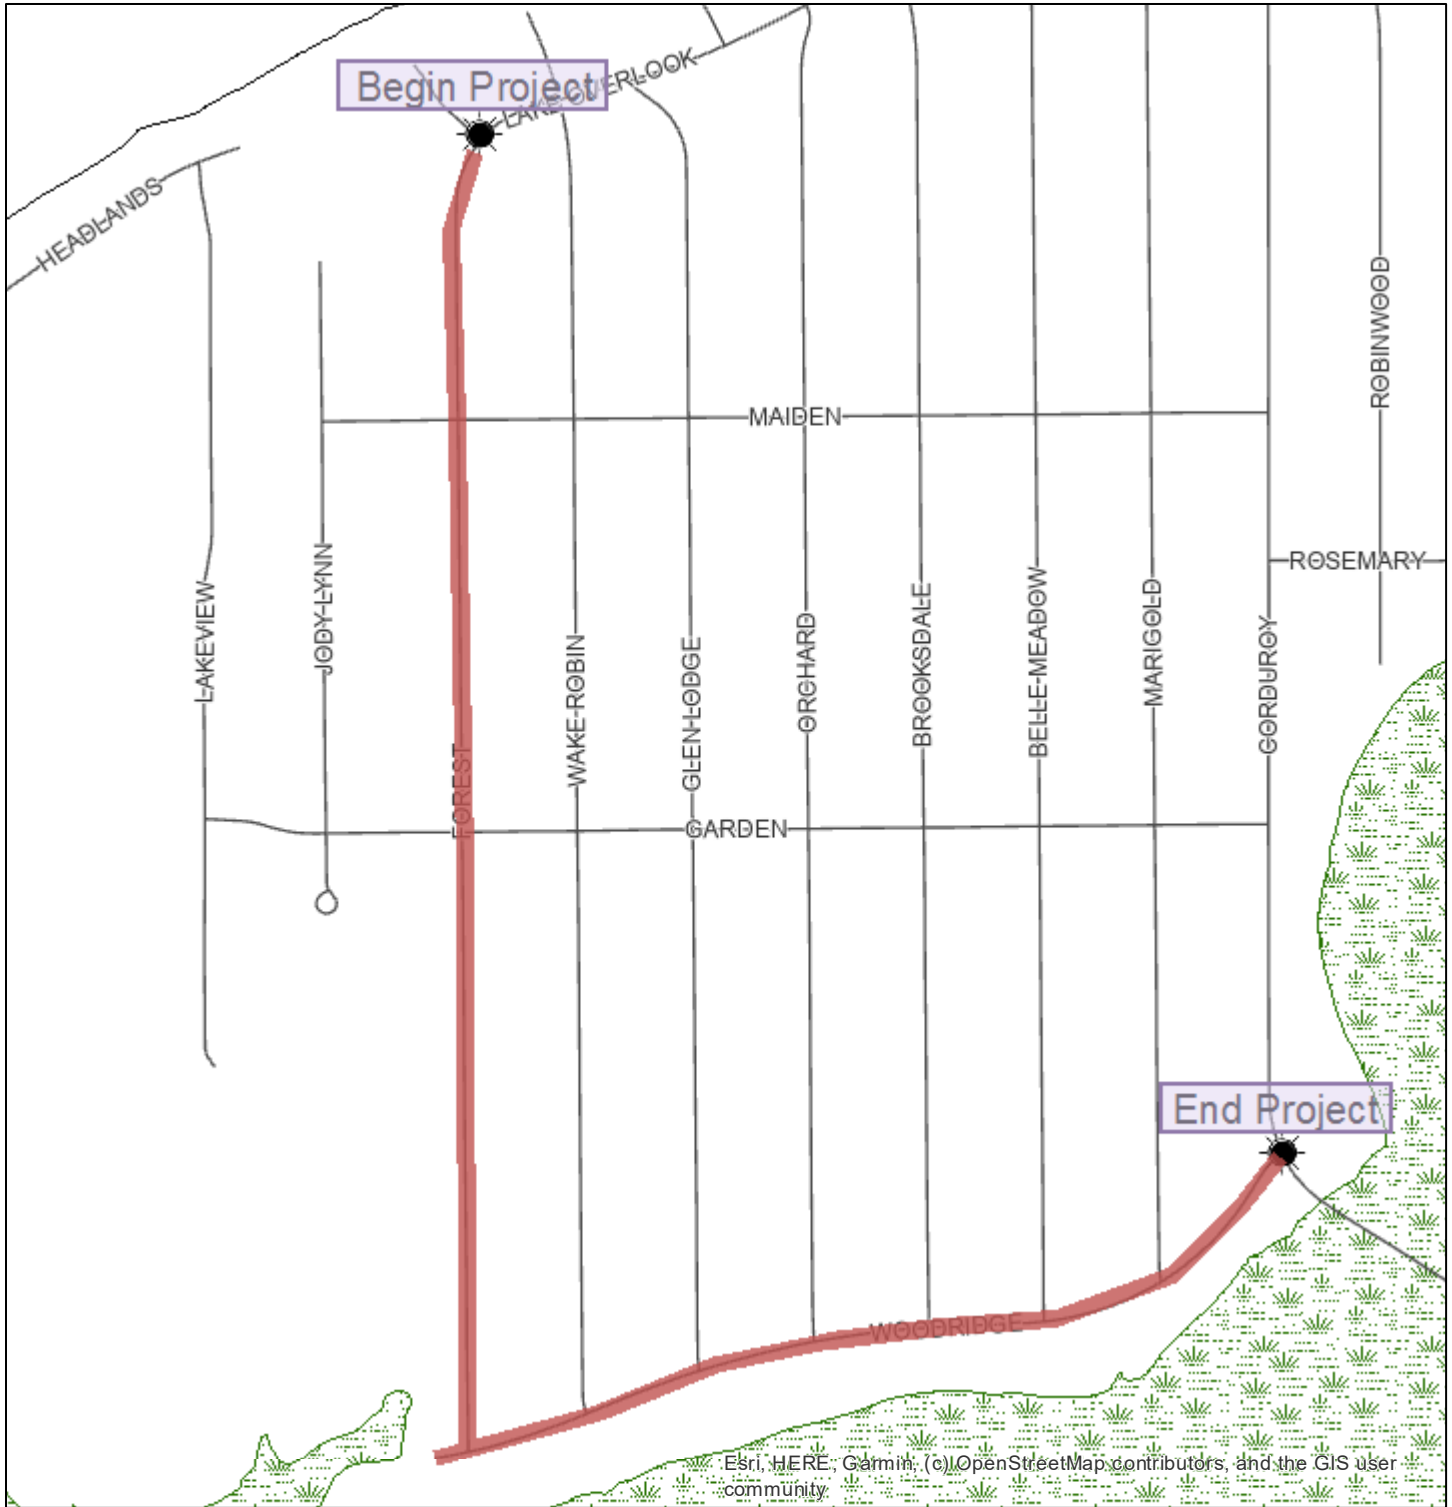 Begin Project
LAKE OVERLOOK
HEADLANDS
ROBINWOOD
MAIDEN
ROSEMARY
LAKEVIEW
JODY LYNN
FOREST
WAKE ROBIN
GLEN LODGE
ORCHARD
BROOKSDALE
BELLE MEADOW
MARIGOLD
CORDUROY
GARDEN
End Project
WOODRIDGE
Esri, HERE, Garmin, (c) OpenStreetMap contributors, and the GIS user
community